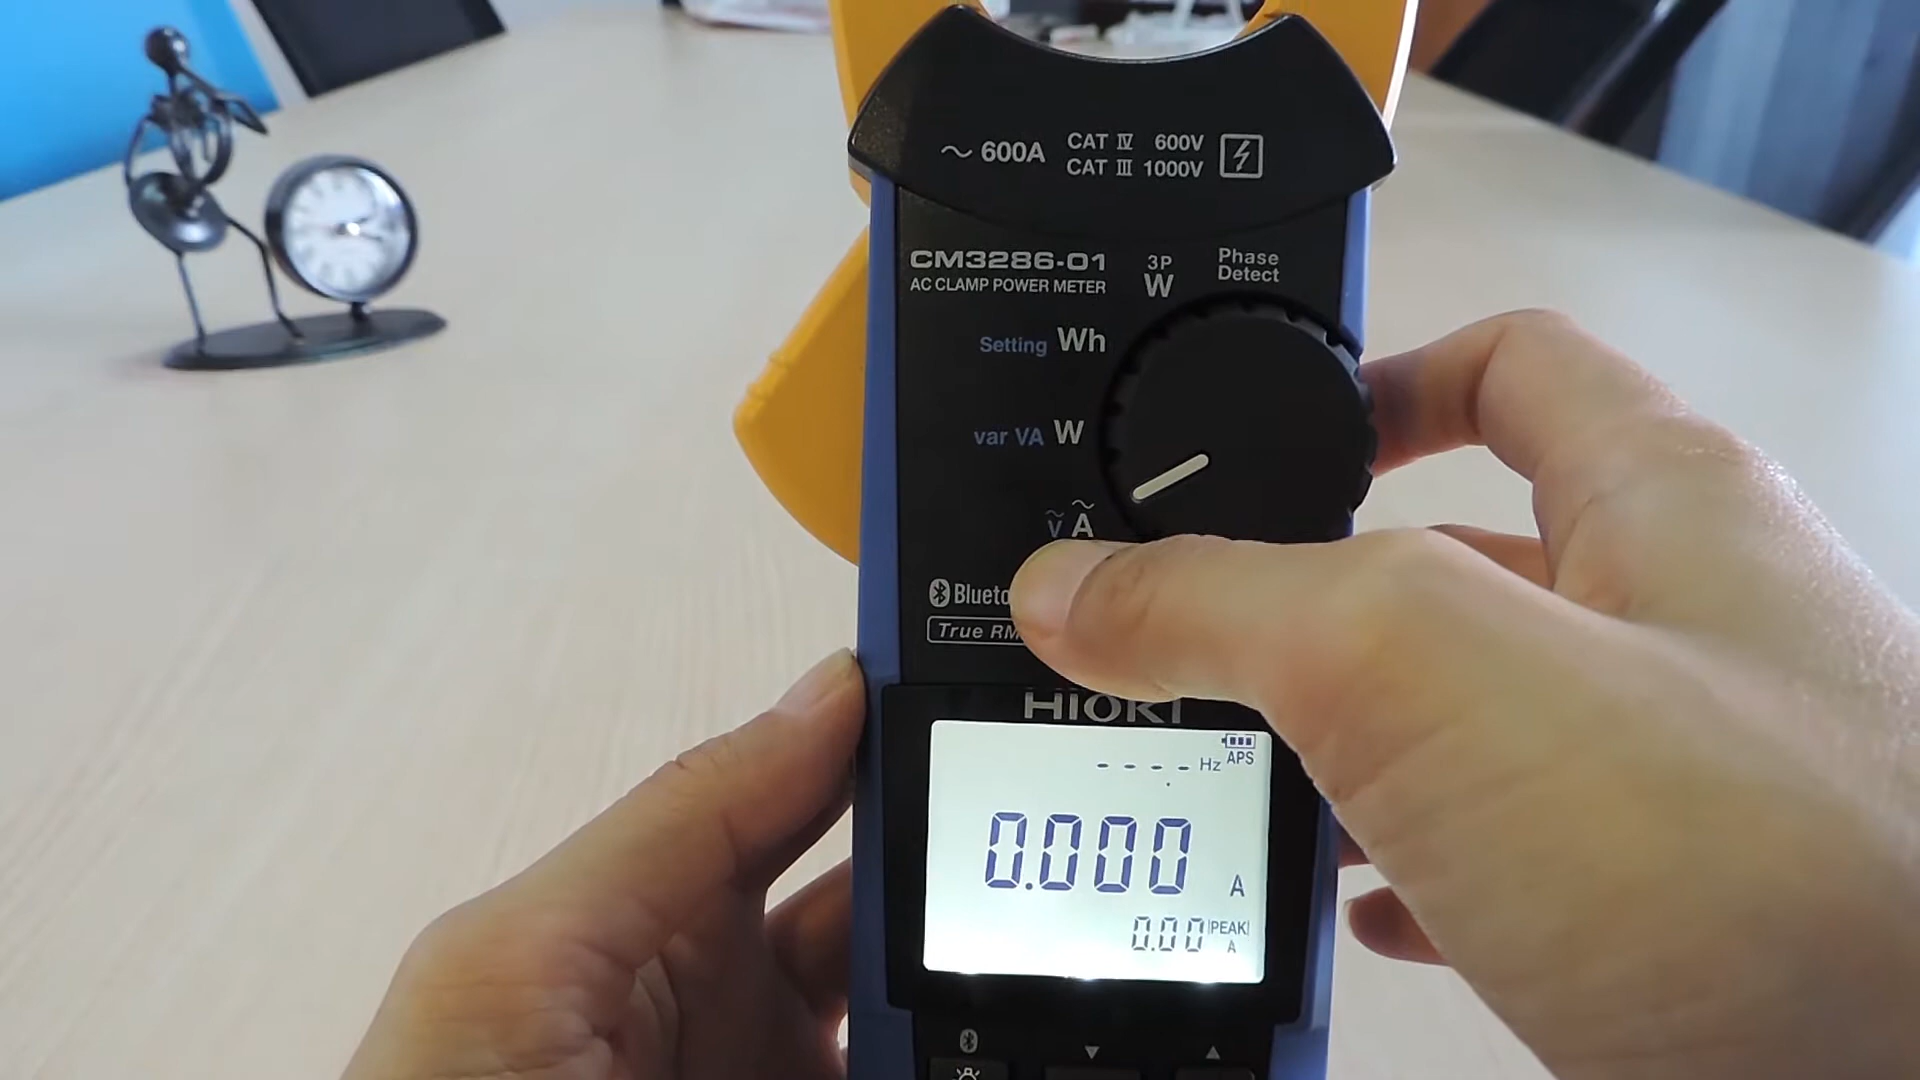 ~ 600A
CAT Ⅳ 600V
CAT Ⅲ 1000V
CM3286-01
AC CLAMP POWER METER
3P
W
Phase
Detect
Setting Wh
var VA W
Ṽ Ã
True
HIOKI
APS
- - - - Hz
0.000 A
0.00 |PEAK|
A